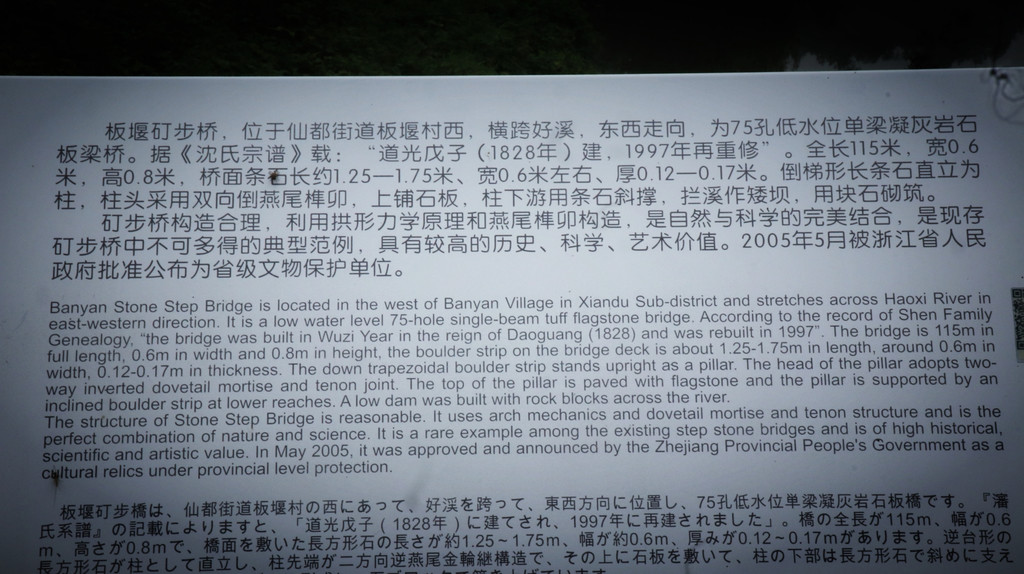 板堰矴步桥，位于仙都街道板堰村西，横跨好溪，东西走向，为75孔低水位单梁凝灰岩石
板梁桥。据《沈氏宗谱》载：“道光戊子（1828年）建，1997年再重修”。全长115米，宽0.6
米，高0.8米，桥面条石长约1.25—1.75米、宽0.6米左右、厚0.12—0.17米。倒梯形长条石直立为
柱，柱头采用双向倒燕尾榫卯，上铺石板，柱下游用条石斜撑，拦溪作矮坝，用块石砌筑。
矴步桥构造合理，利用拱形力学原理和燕尾榫卯构造，是自然与科学的完美结合，是现存
矴步桥中不可多得的典型范例，具有较高的历史、科学、艺术价值。2005年5月被浙江省人民
政府批准公布为省级文物保护单位。
Banyan Stone Step Bridge is located in the west of Banyan Village in Xiandu Sub-district and stretches across Haoxi River in
east-western direction. It is a low water level 75-hole single-beam tuff flagstone bridge. According to the record of Shen Family
Genealogy, “the bridge was built in Wuzi Year in the reign of Daoguang (1828) and was rebuilt in 1997”. The bridge is 115m in
full length, 0.6m in width and 0.8m in height, the boulder strip on the bridge deck is about 1.25-1.75m in length, around 0.6m in
width, 0.12-0.17m in thickness. The down trapezoidal boulder strip stands upright as a pillar. The head of the pillar adopts two-
way inverted dovetail mortise and tenon joint. The top of the pillar is paved with flagstone and the pillar is supported by an
inclined boulder strip at lower reaches. A low dam was built with rock blocks across the river.
The structure of Stone Step Bridge is reasonable. It uses arch mechanics and dovetail mortise and tenon structure and is the
perfect combination of nature and science. It is a rare example among the existing step stone bridges and is of high historical,
scientific and artistic value. In May 2005, it was approved and announced by the Zhejiang Provincial People's Government as a
cultural relics under provincial level protection.
板堰矴步橋は、仙都街道板堰村の西にあって、好渓を跨って、東西方向に位置し、75孔低水位単梁凝灰岩石板橋です。『瀋
氏系譜』の記載によりますと、「道光戊子（1828年）に建てされ、1997年に再建されました」。橋の全長が115m、幅が0.6
m、高さが0.8mで、橋面を敷いた長方形石の長さが約1.25～1.75m、幅が約0.6m、厚みが0.12～0.17mがあります。逆台形の
長方形石が柱として直立し、柱先端が二方向逆燕尾金輪継構造で、その上に石板を敷いて、柱の下部は長方形石で斜めに支え